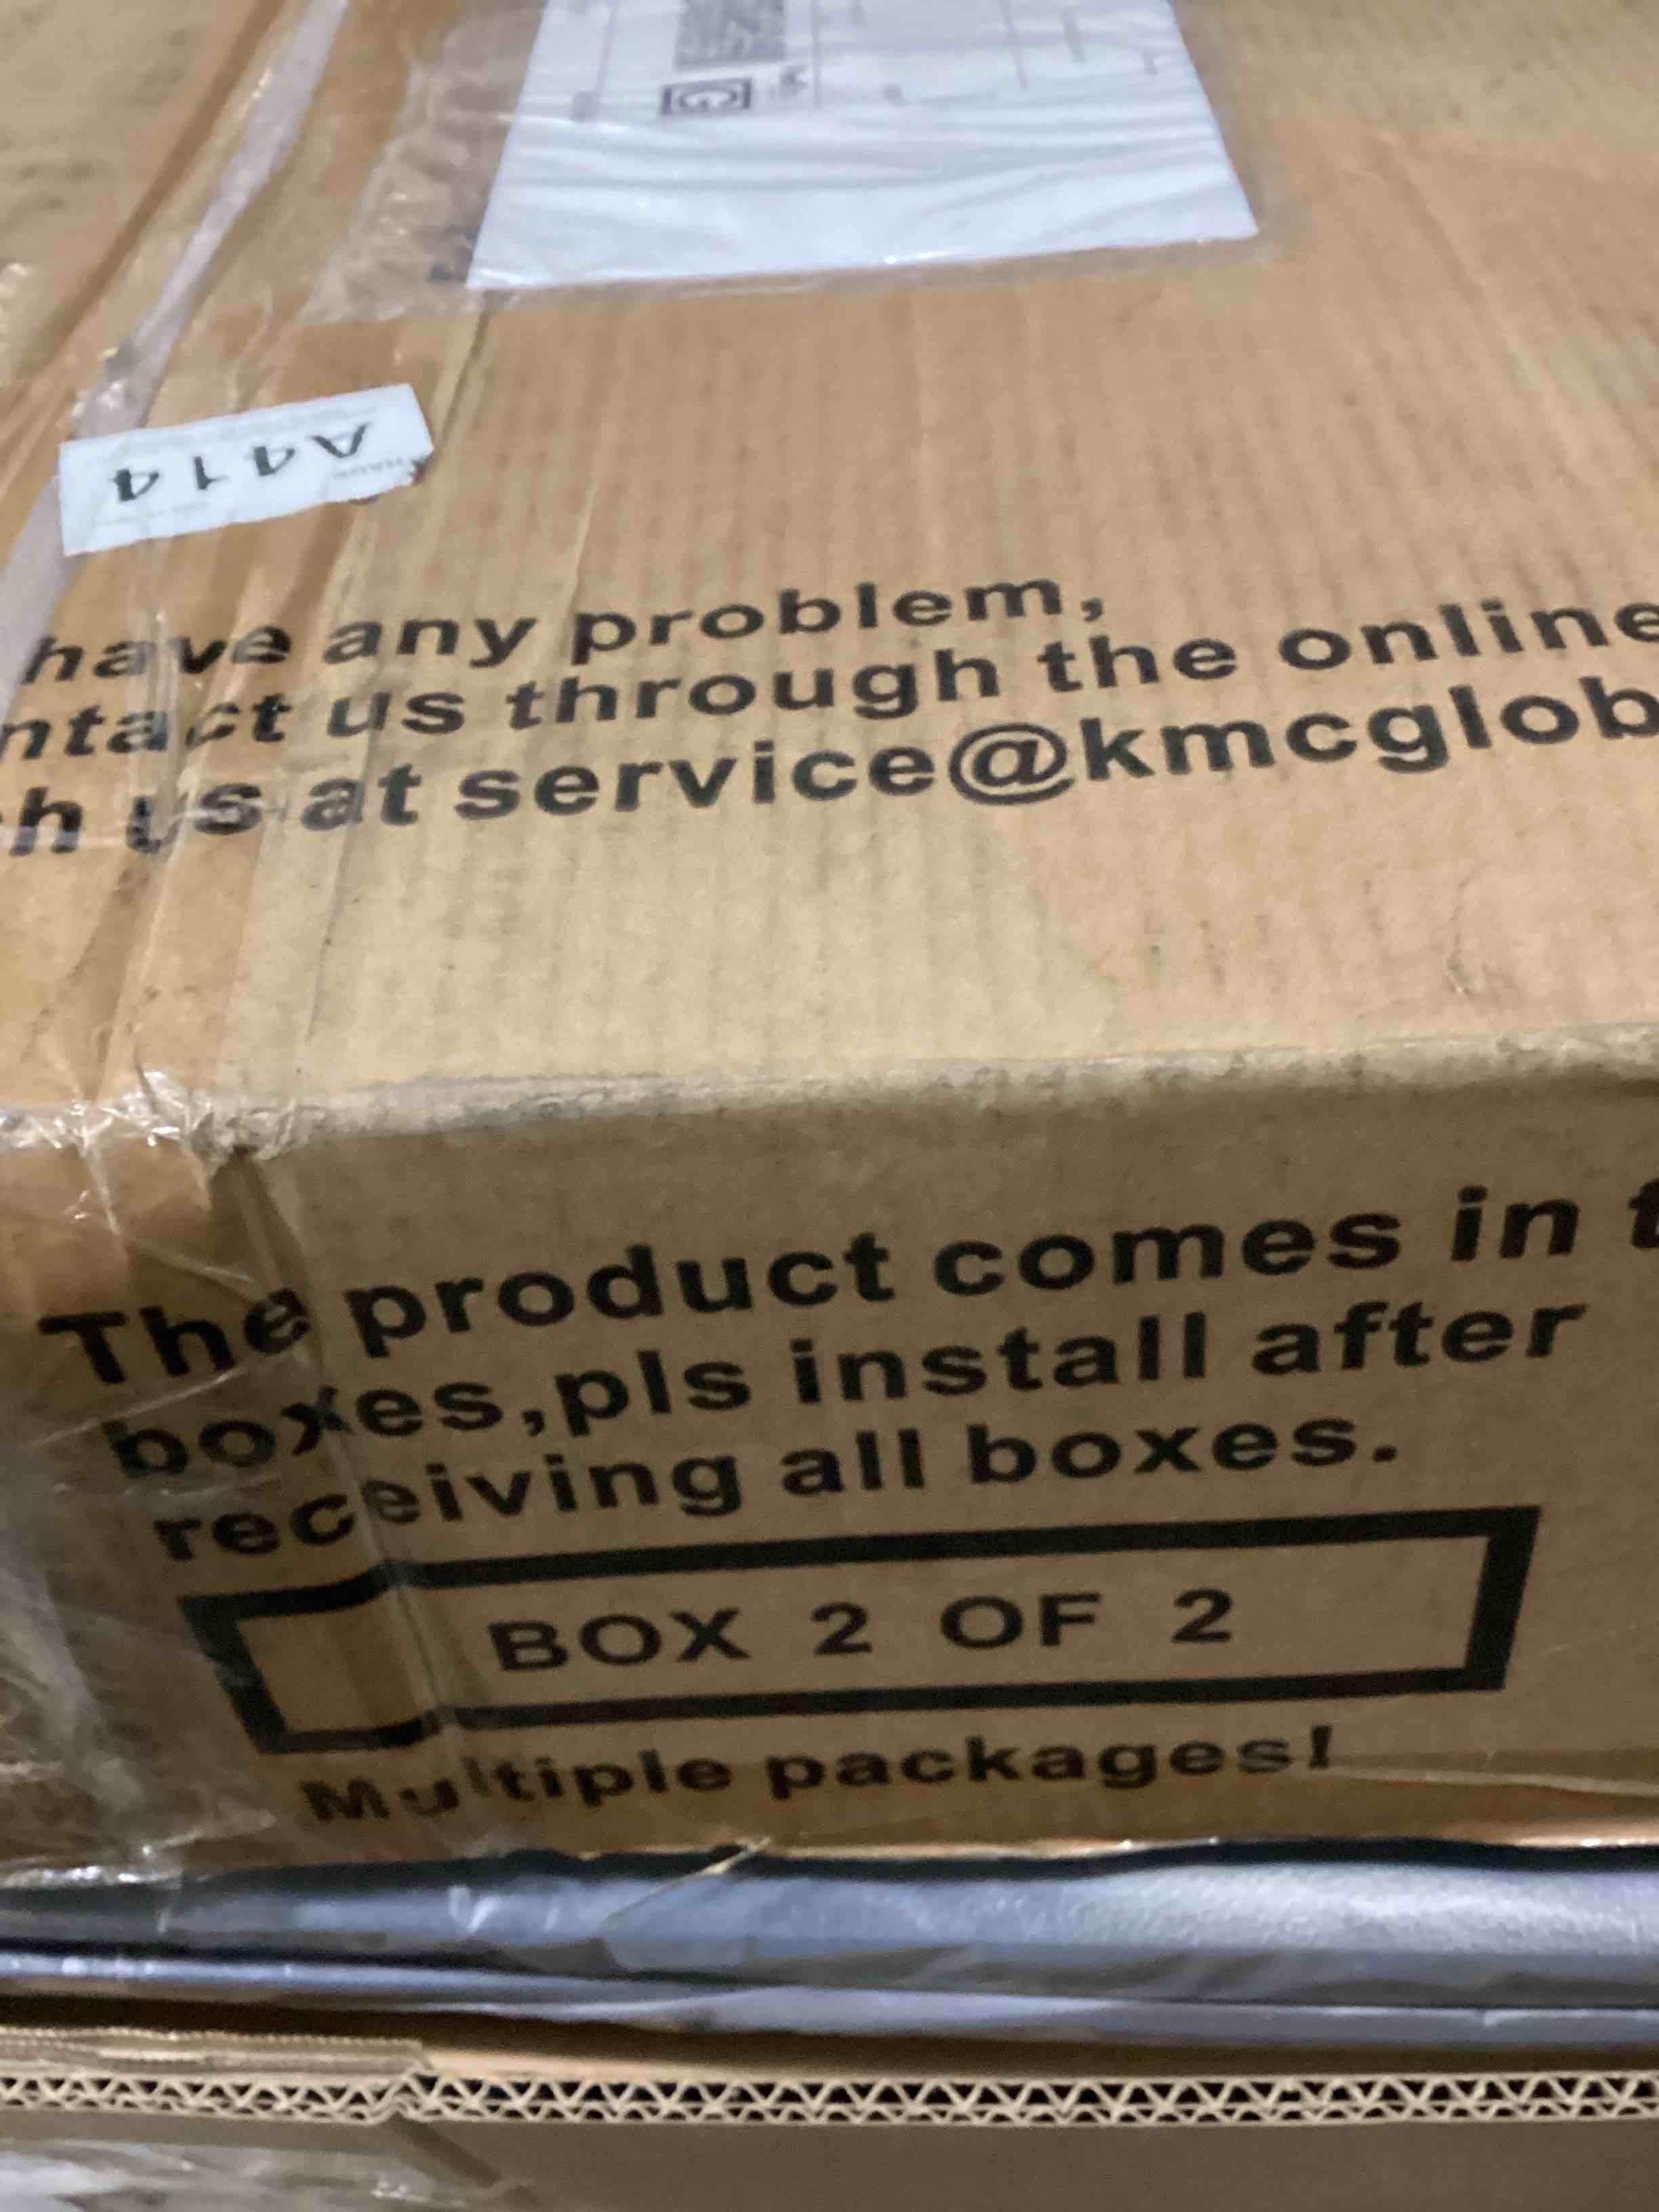 G
A414
have any problem,
ntact us through the online
h us at service@kmcglob
The product comes in t
boxes,pls install after
receiving all boxes.
BOX 2 OF 2
Multiple packages!